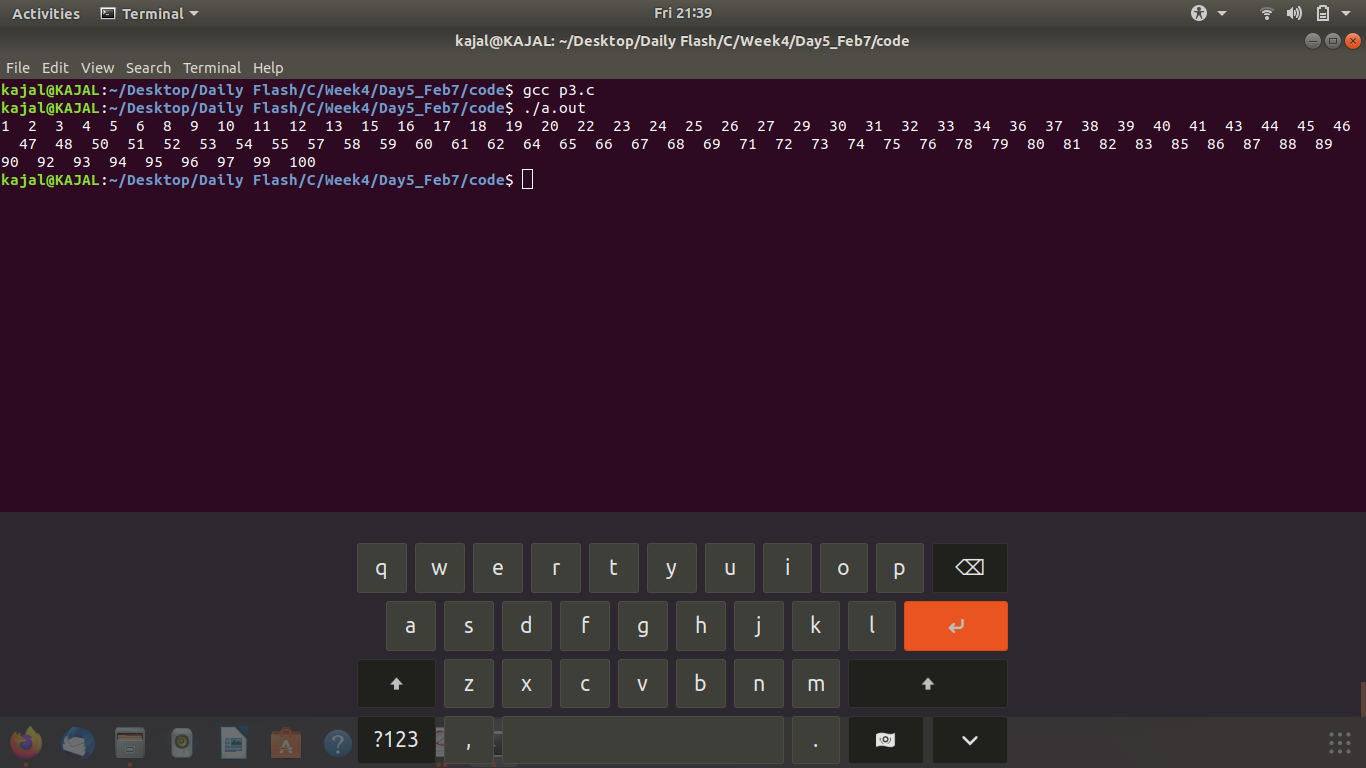 Activities Terminal Fri 21:39
kajal@KAJAL: ~/Desktop/Daily Flash/C/Week4/Day5_Feb7/code
File Edit View Search Terminal Help
kajal@KAJAL:~/Desktop/Daily Flash/C/Week4/Day5_Feb7/code$ gcc p3.c
kajal@KAJAL:~/Desktop/Daily Flash/C/Week4/Day5_Feb7/code$ ./a.out
1 2 3 4 5 6 8 9 10 11 12 13 15 16 17 18 19 20 22 23 24 25 26 27 29 30 31 32 33 34 36 37 38 39 40 41 43 44 45 46
47 48 50 51 52 53 54 55 57 58 59 60 61 62 64 65 66 67 68 69 71 72 73 74 75 76 78 79 80 81 82 83 85 86 87 88 89
90 92 93 94 95 96 97 99 100
kajal@KAJAL:~/Desktop/Daily Flash/C/Week4/Day5_Feb7/code$
q w e r t y u i o p
a s d f g h j k l
z x c v b n m
?123 , .